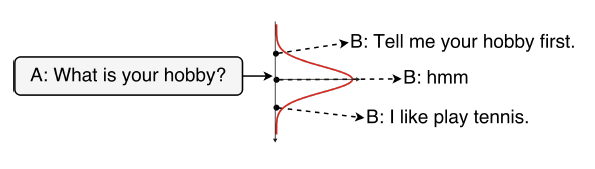 B: Tell me your hobby first.
A: What is your hobby?
B: hmm
B: I like play tennis.